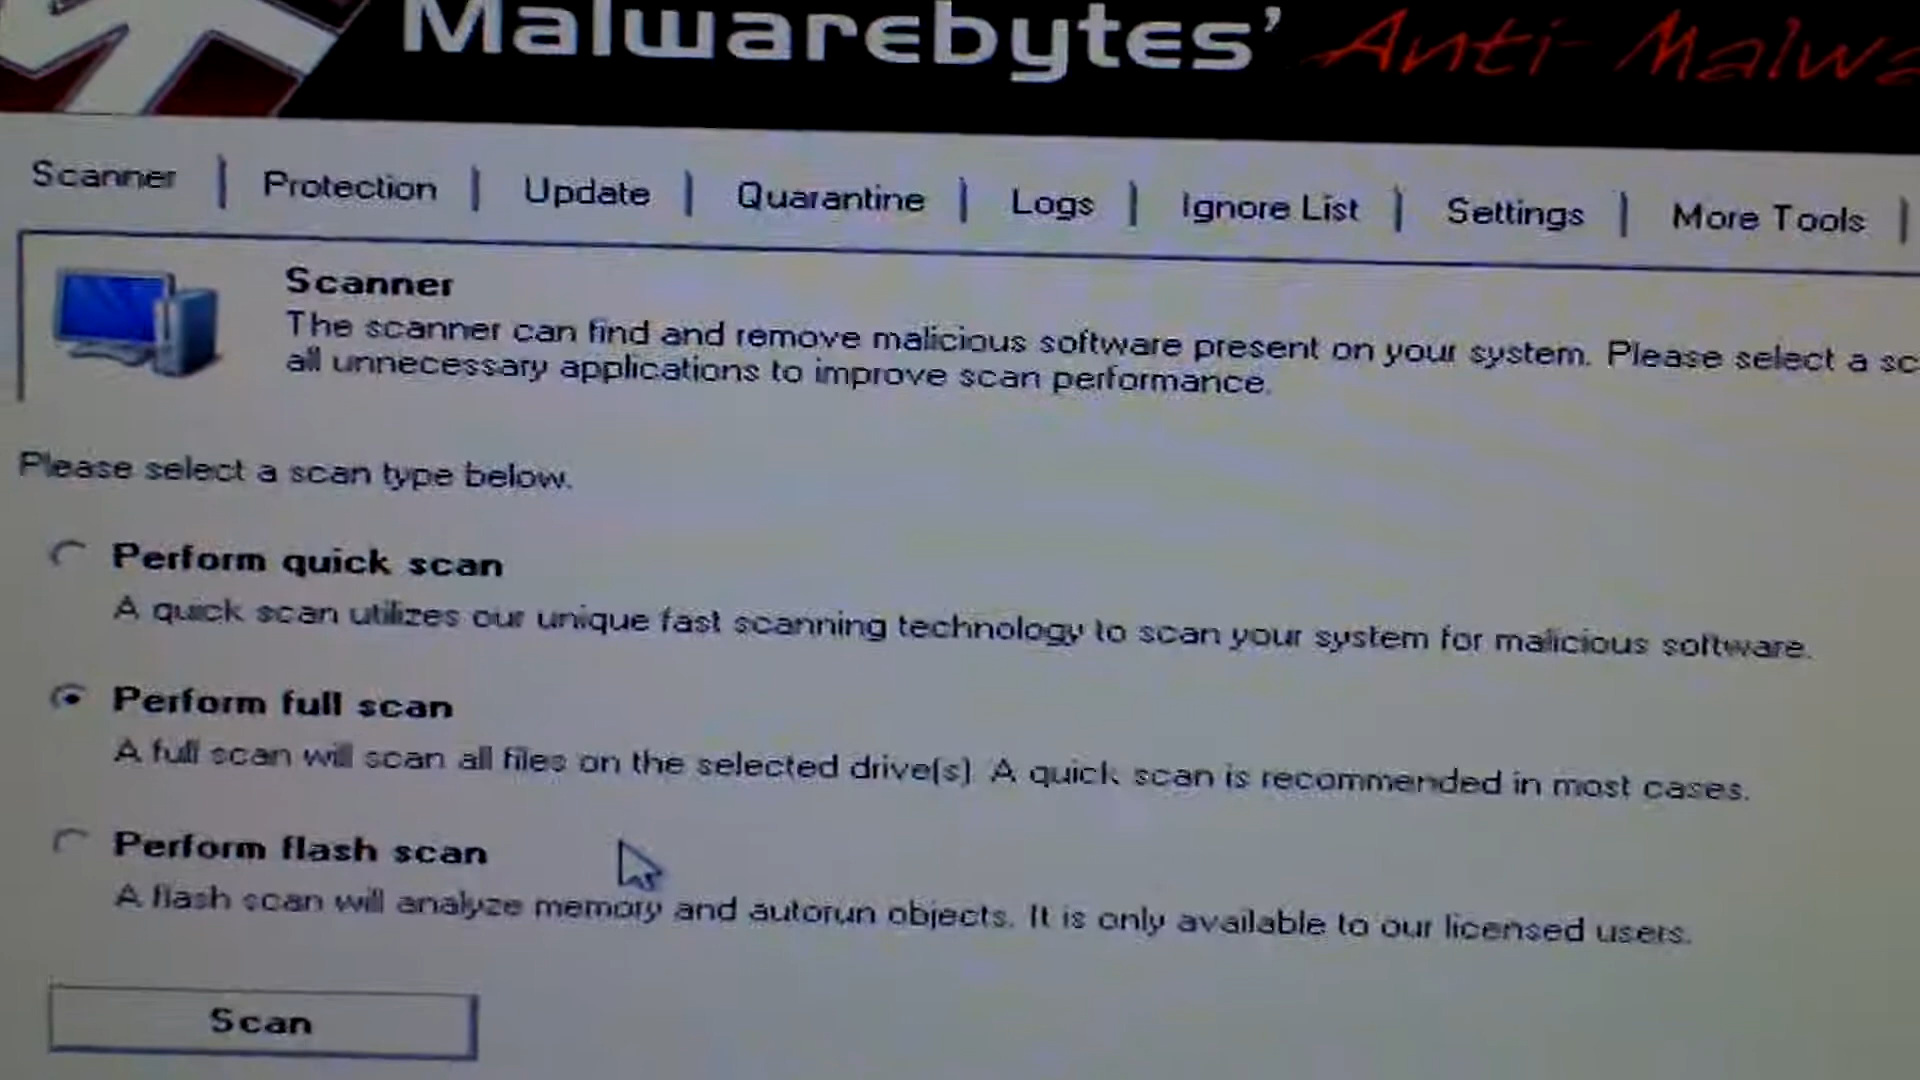 Malwarebytes' Anti-Malwa
Scanner | Protection | Update | Quarantine | Logs | Ignore List | Settings | More Tools |
Scanner
The scanner can find and remove malicious software present on your system. Please select a sc
all unnecessary applications to improve scan performance.
Please select a scan type below.
Perform quick scan
A quick scan utilizes our unique fast scanning technology to scan your system for malicious software.
Perform full scan
A full scan will scan all files on the selected drive(s) A quick scan is recommended in most cases.
Perform flash scan
A flash scan will analyze memory and autorun objects. It is only available to our licensed users.
Scan